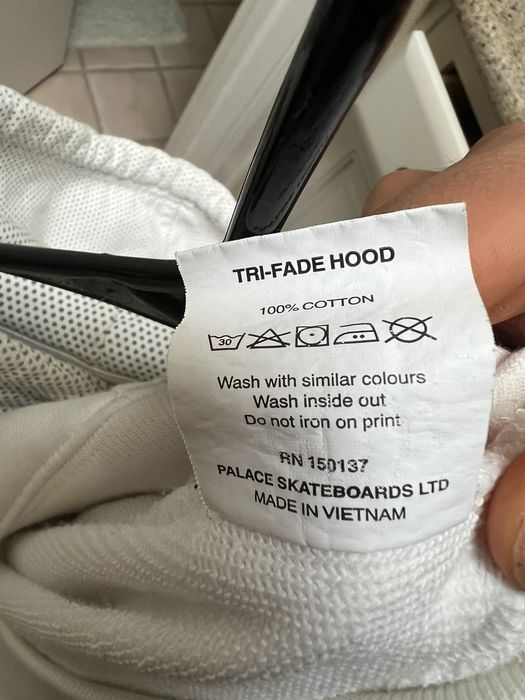 TRI-FADE HOOD
100% COTTON
30
Wash with similar colours
Wash inside out
Do not iron on print
RN 150137
PALACE SKATEBOARDS LTD
MADE IN VIETNAM